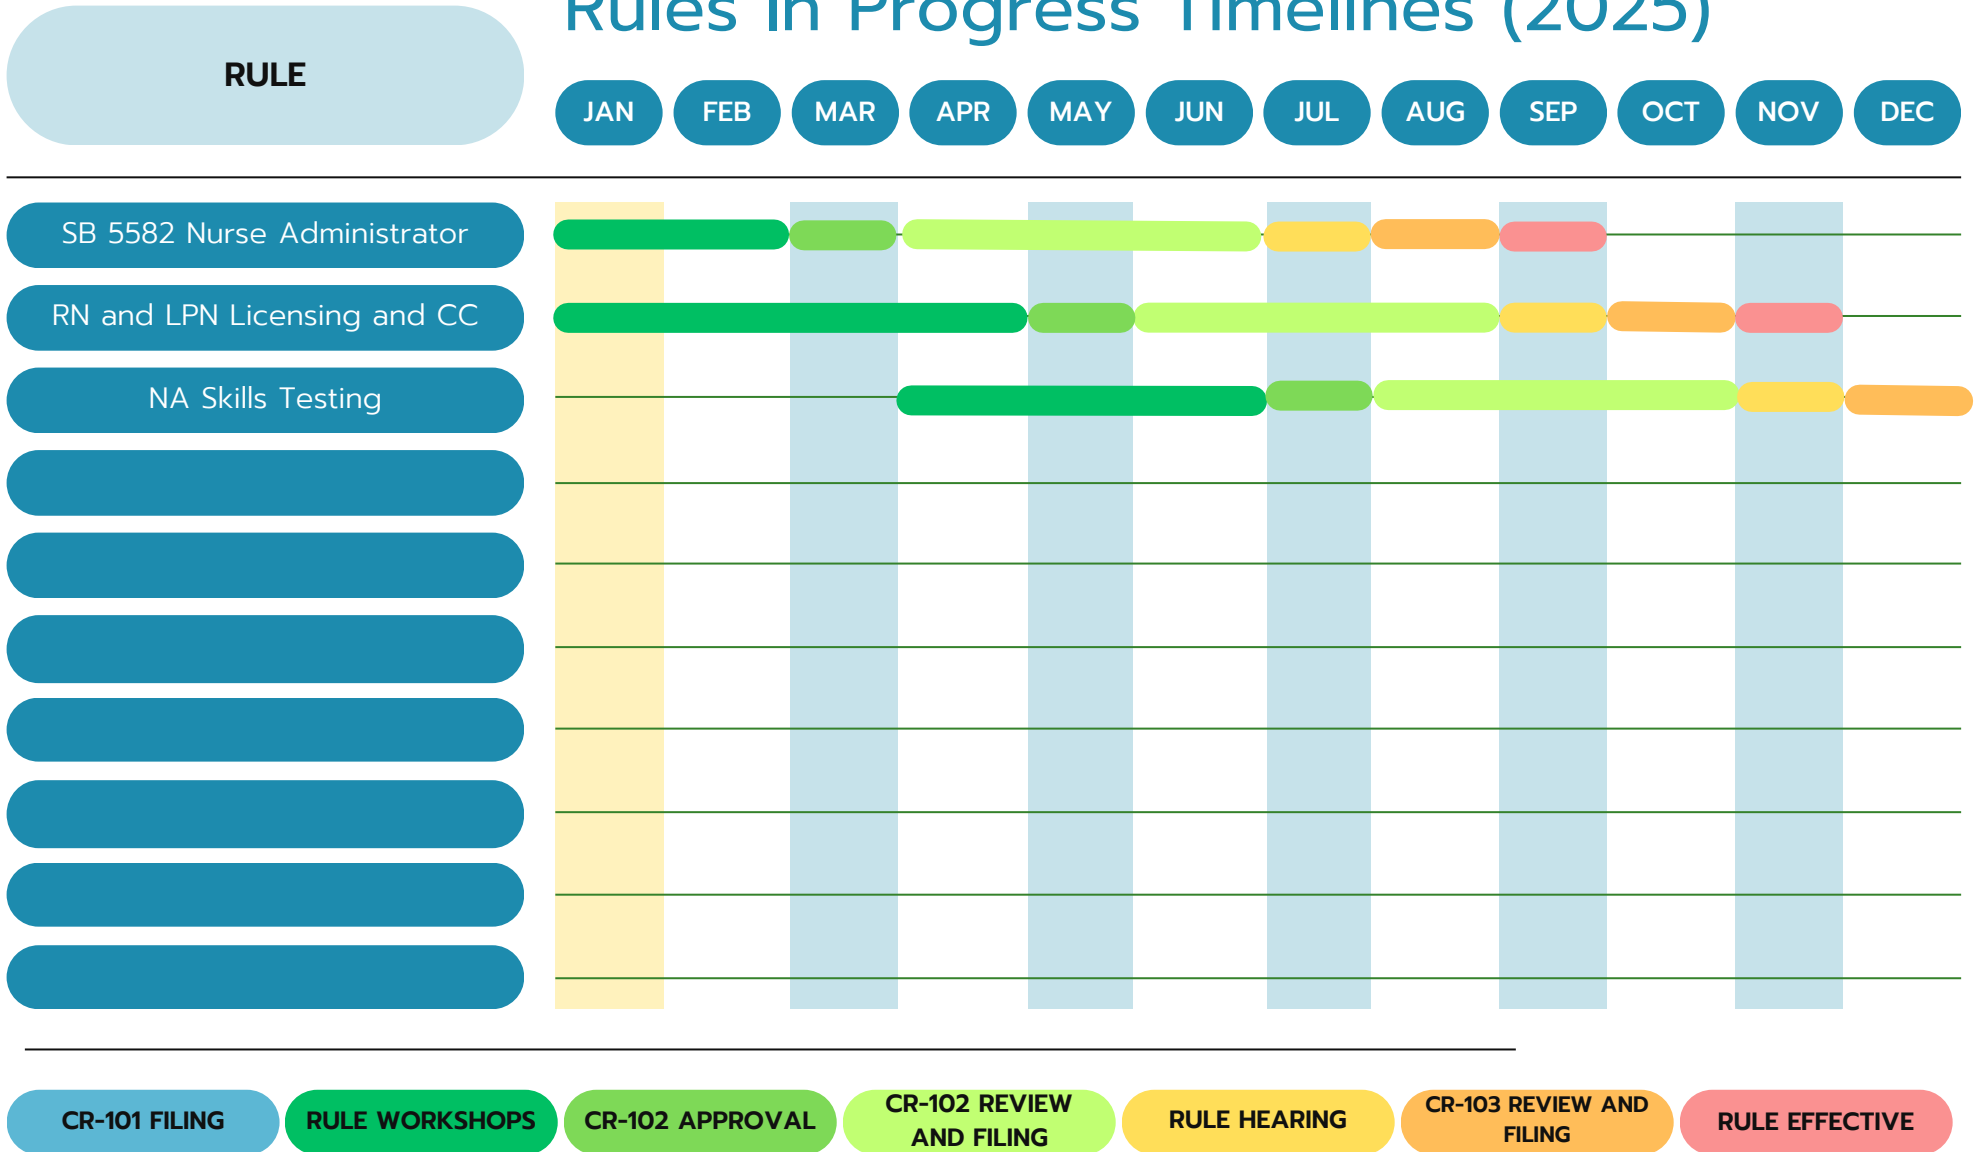 Rules In Progress Timelines (2025)
RULE
JAN FEB MAR APR MAY JUN JUL AUG SEP OCT NOV DEC
SB 5582 Nurse Administrator
RN and LPN Licensing and CC
NA Skills Testing
CR-101 FILING
RULE WORKSHOPS
CR-102 APPROVAL
CR-102 REVIEW
AND FILING
RULE HEARING
CR-103 REVIEW AND
FILING
RULE EFFECTIVE